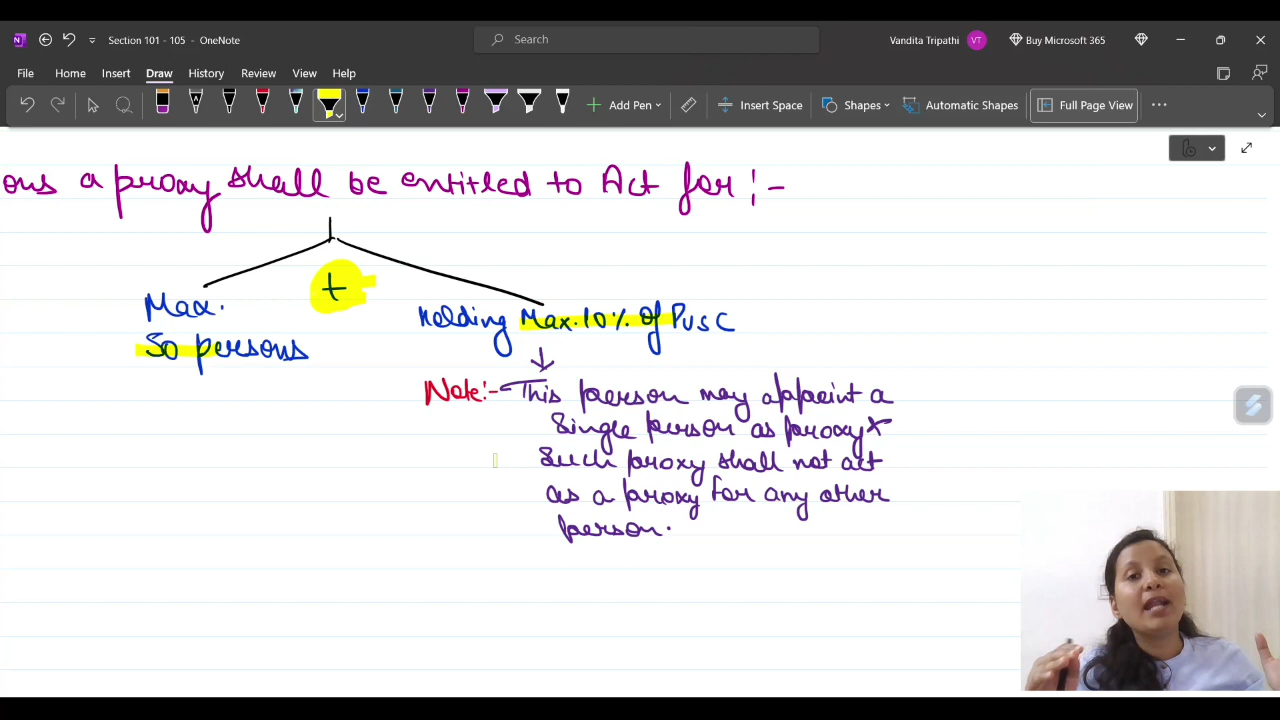 Section 101 - 105 - OneNote
Search
Vandita Tripathi
VT
Buy Microsoft 365
File Home Insert Draw History Review View Help
Add Pen
Insert Space
Shapes
Automatic Shapes
Full Page View
ons a proxy shall be entitled to Act for :-
+
Max.
50 persons
Holding Max. 10% of PUSC
Note:- This person may appoint a
Single person as proxy &
Such proxy shall not act
as a proxy for any other
person.